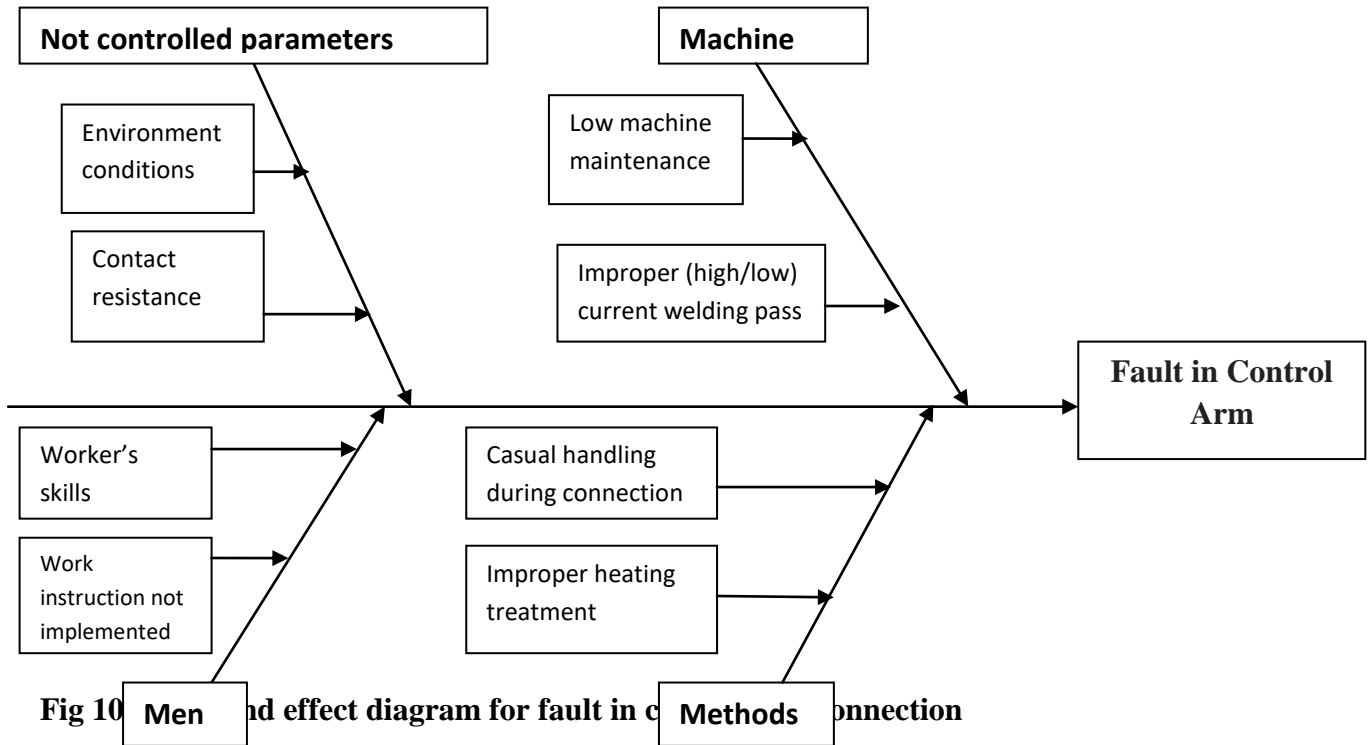 Not controlled parameters
Machine
Environment
conditions
Low machine
maintenance
Contact
resistance
Improper (high/low)
current welding pass
Fault in Control
Arm
Worker’s
skills
Casual handling
during connection
Work
instruction not
implemented
Improper heating
treatment
Men
Methods
Fig 10 nd effect diagram for fault in c onnection